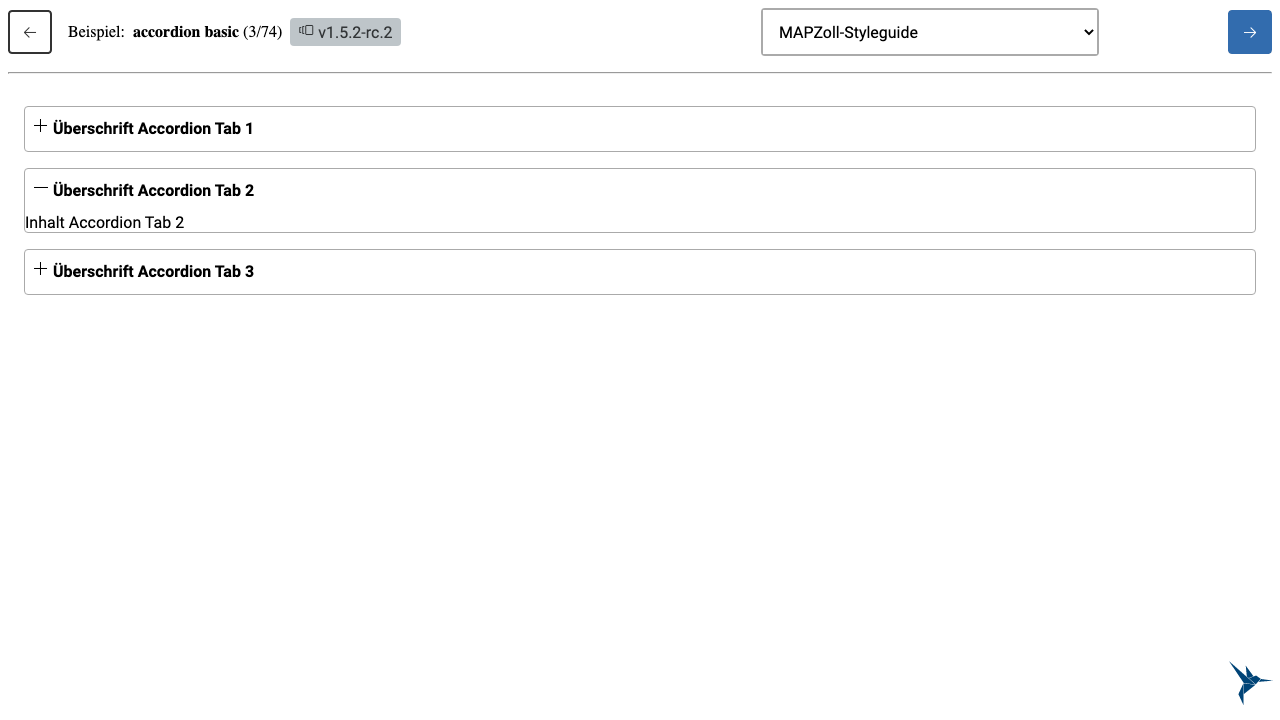 Beispiel: accordion basic (3/74) v1.5.2-rc.2 MAPZoll-Styleguide
Überschrift Accordion Tab 1
Überschrift Accordion Tab 2
Inhalt Accordion Tab 2
Überschrift Accordion Tab 3